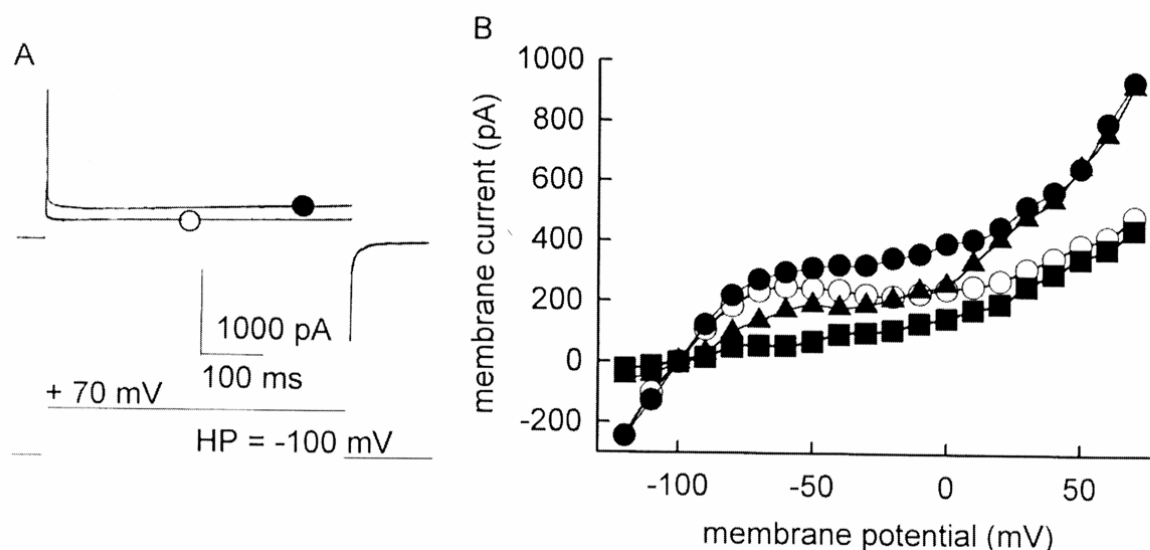 A
1000 pA
100 ms
+ 70 mV
HP = -100 mV
B
membrane current (pA)
1000
800
600
400
200
0
-200
-100
-50
0
50
membrane potential (mV)